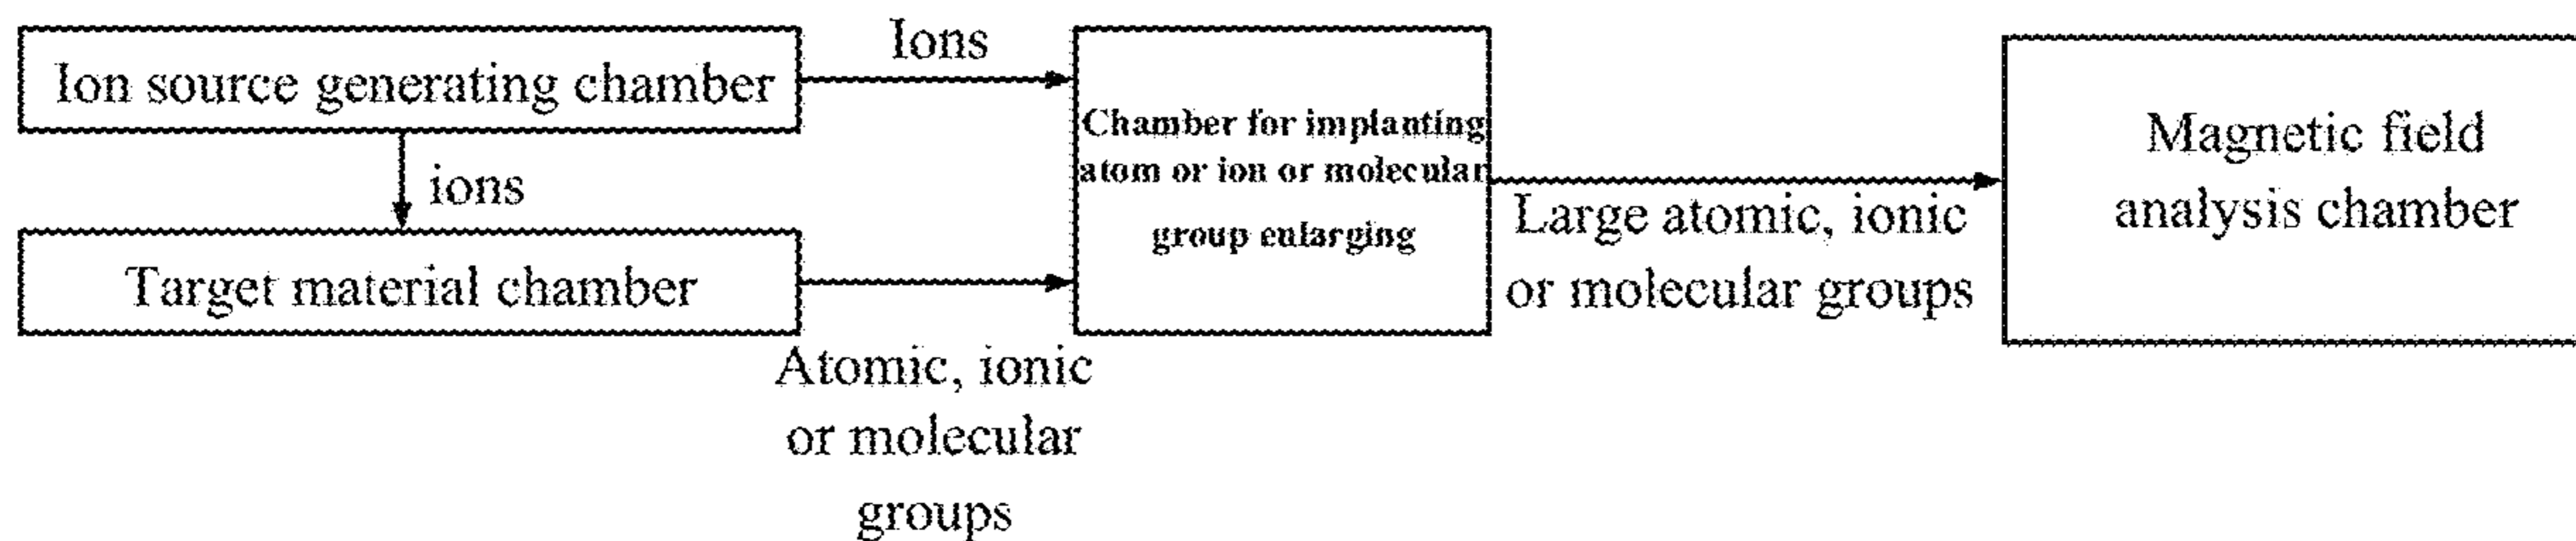 Ion source generating chamber
Ions
ions
Target material chamber
Atomic, ionic
or molecular
groups
Chamber for implanting
atom or ion or molecular
group eularging
Large atomic, ionic
or molecular groups
Magnetic field
analysis chamber